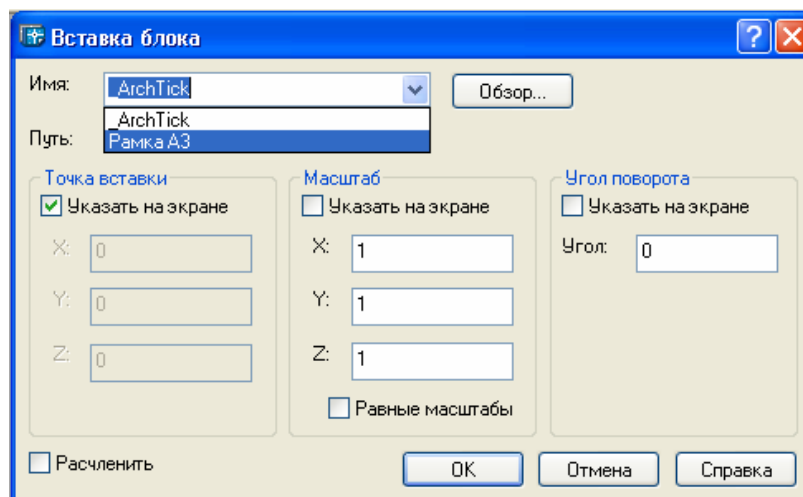 Вставка блока
Имя: _ArchTick Обзор...
_ArchTick
Путь: Рамка А3
Точка вставки Масштаб Угол поворота
Указать на экране Указать на экране Указать на экране
X: 0 X: 1 Угол: 0
Y: 0 Y: 1
Z: 0 Z: 1
Равные масштабы
Расчленить OK Отмена Справка